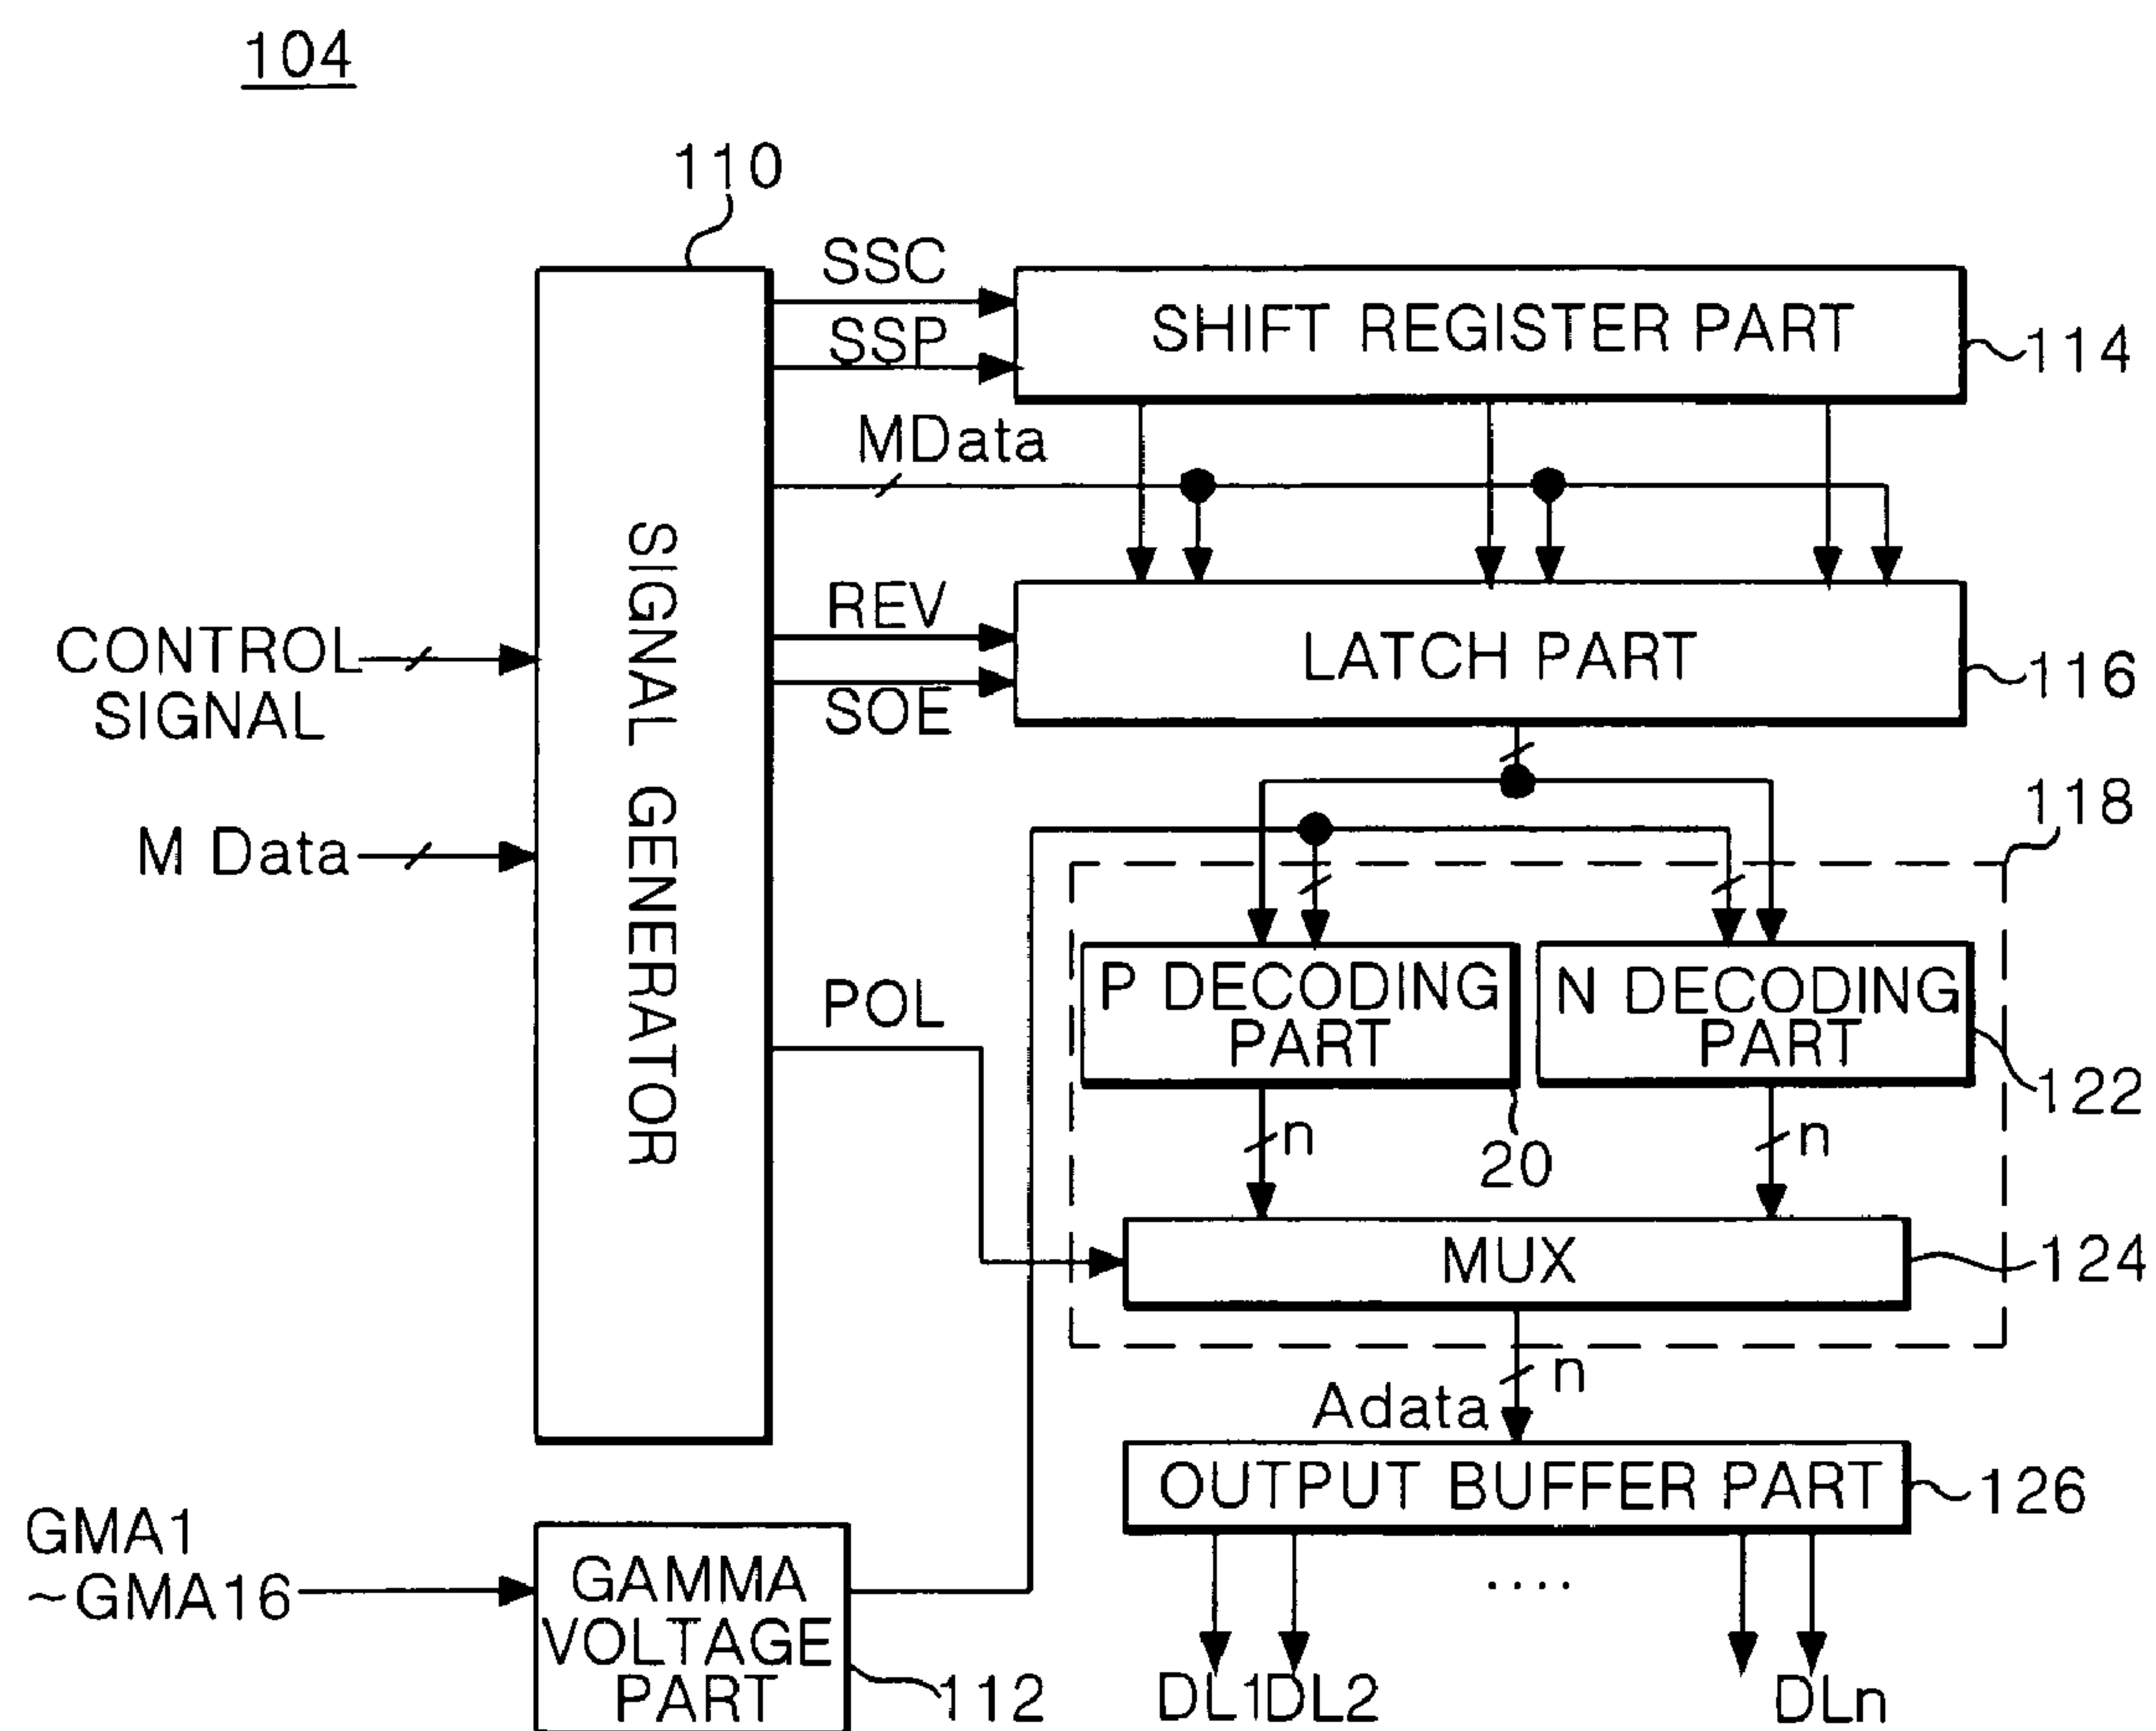 104
110
SSC
SSP
SHIFT REGISTER PART
114
MData
SIGNAL GENERATOR
REV
SOE
LATCH PART
116
CONTROL
SIGNAL
M Data
118
POL
P DECODING
PART
N DECODING
PART
122
n
20
n
MUX
124
n
Adata
OUTPUT BUFFER PART
126
GMA1
~GMA16
GAMMA
VOLTAGE
PART
112
....
DL1
DL2
DLn